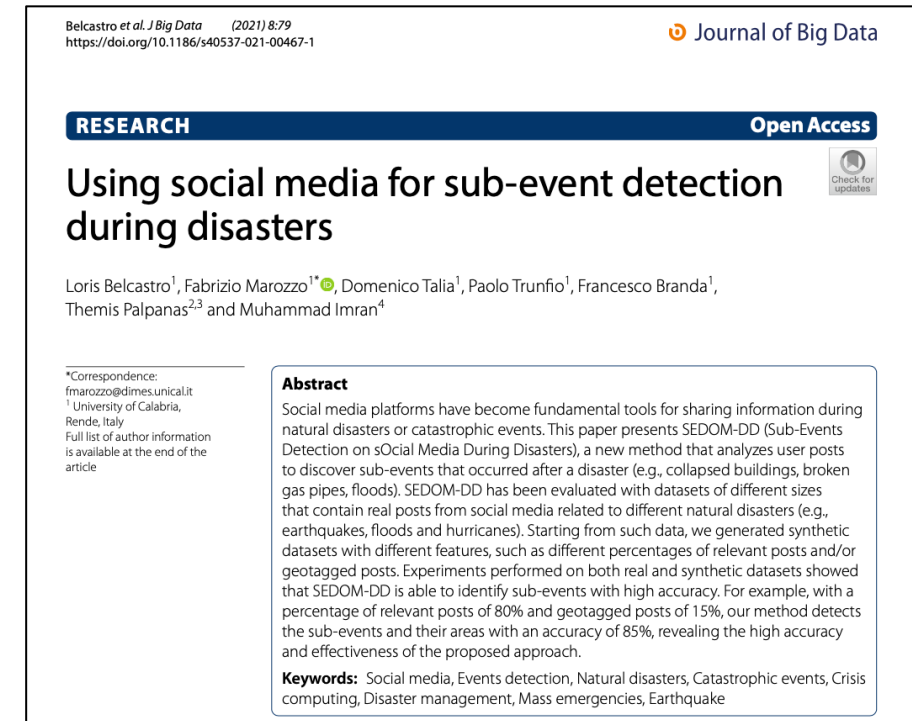 Belcastro et al. J Big Data (2021) 8:79
https://doi.org/10.1186/s40537-021-00467-1
Journal of Big Data
RESEARCH
Open Access
Check for
updates
Using social media for sub-event detection
during disasters
Loris Belcastro1, Fabrizio Marozzo1*, Domenico Talia1, Paolo Trunfio1, Francesco Branda1,
Themis Palpanas2,3 and Muhammad Imran4
*Correspondence:
fmarozzo@dimes.unical.it
1 University of Calabria,
Rende, Italy
Full list of author information
is available at the end of the
article
Abstract
Social media platforms have become fundamental tools for sharing information during
natural disasters or catastrophic events. This paper presents SEDOM-DD (Sub-Events
Detection on sOcial Media During Disasters), a new method that analyzes user posts
to discover sub-events that occurred after a disaster (e.g., collapsed buildings, broken
gas pipes, floods). SEDOM-DD has been evaluated with datasets of different sizes
that contain real posts from social media related to different natural disasters (e.g.,
earthquakes, floods and hurricanes). Starting from such data, we generated synthetic
datasets with different features, such as different percentages of relevant posts and/or
geotagged posts. Experiments performed on both real and synthetic datasets showed
that SEDOM-DD is able to identify sub-events with high accuracy. For example, with a
percentage of relevant posts of 80% and geotagged posts of 15%, our method detects
the sub-events and their areas with an accuracy of 85%, revealing the high accuracy
and effectiveness of the proposed approach.
Keywords: Social media, Events detection, Natural disasters, Catastrophic events, Crisis
computing, Disaster management, Mass emergencies, Earthquake